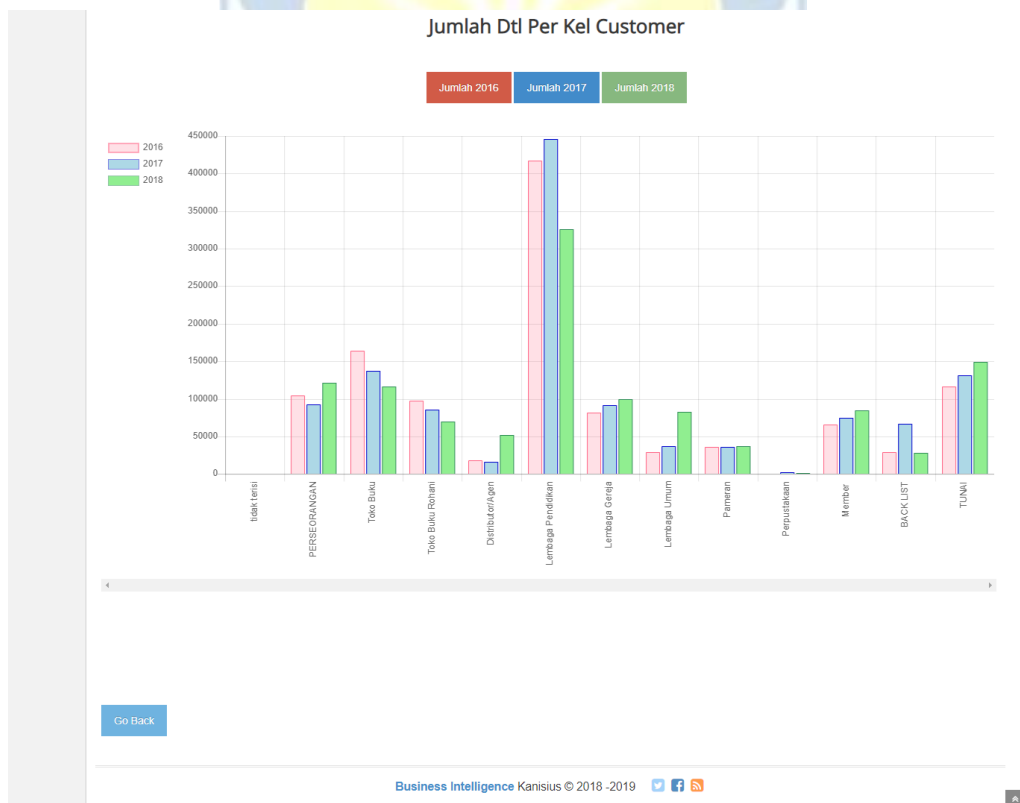 Jumlah Dtl Per Kel Customer
Jumlah 2016 Jumlah 2017 Jumlah 2018
2016
2017
2018
450000
400000
350000
300000
250000
200000
150000
100000
50000
0
tidak terisi
PERSEORANGAN
Toko Buku
Toko Buku Rohani
Distributor/Agen
Lembaga Pendidikan
Lembaga Gereja
Lembaga Umum
Pameran
Perpustakaan
Member
BACK LIST
TUNAI
Go Back
Business Intelligence Kanisius © 2018 -2019